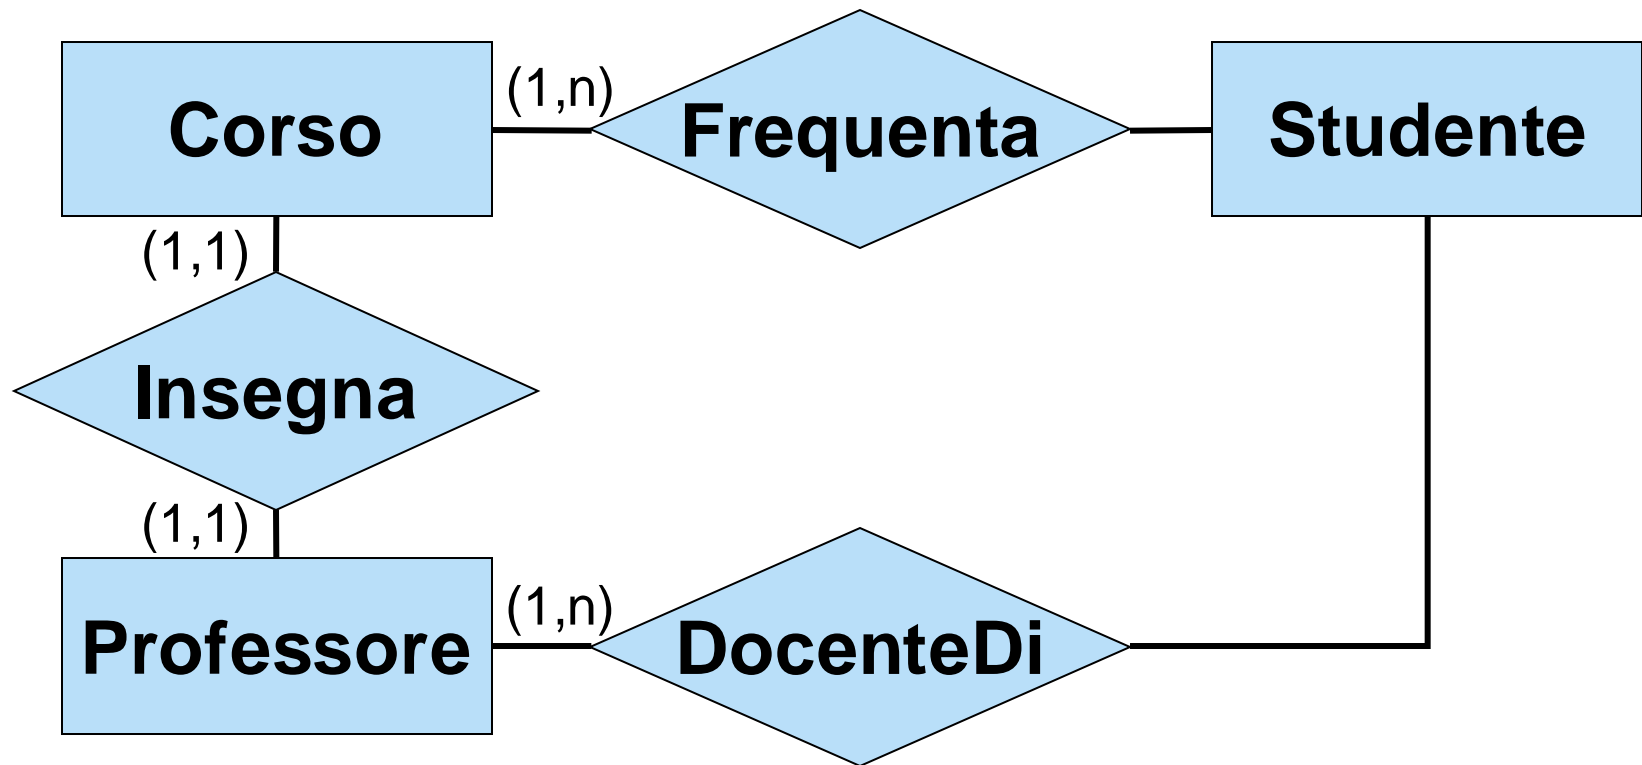 Corso
(1,n)
Frequenta
Studente
(1,1)
Insegna
(1,1)
Professore
(1,n)
DocenteDi